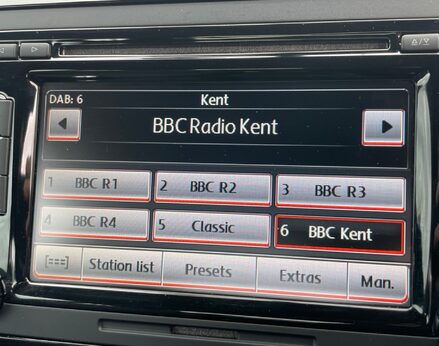 DAB: 6 Kent
BBC Radio Kent
1 BBC R1 2 BBC R2 3 BBC R3
4 BBC R4 5 Classic 6 BBC Kent
Station list Presets Extras Man.